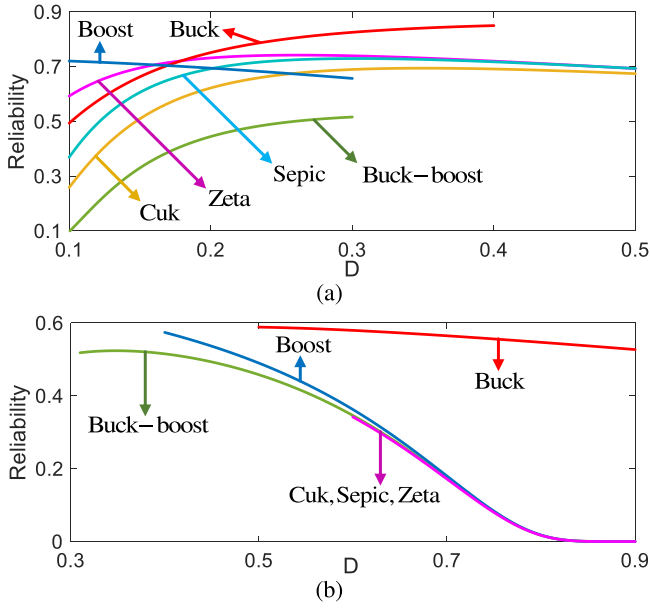 0.9
Boost
Buck
0.7
Reliability
0.5
Sepic
Buck−boost
0.3
Zeta
Cuk
0.1
0.1
0.2
0.3
0.4
0.5
D
(a)
0.6
Boost
Buck
0.4
Reliability
Buck−boost
0.2
Cuk, Sepic, Zeta
0
0.3
0.5
0.7
0.9
D
(b)